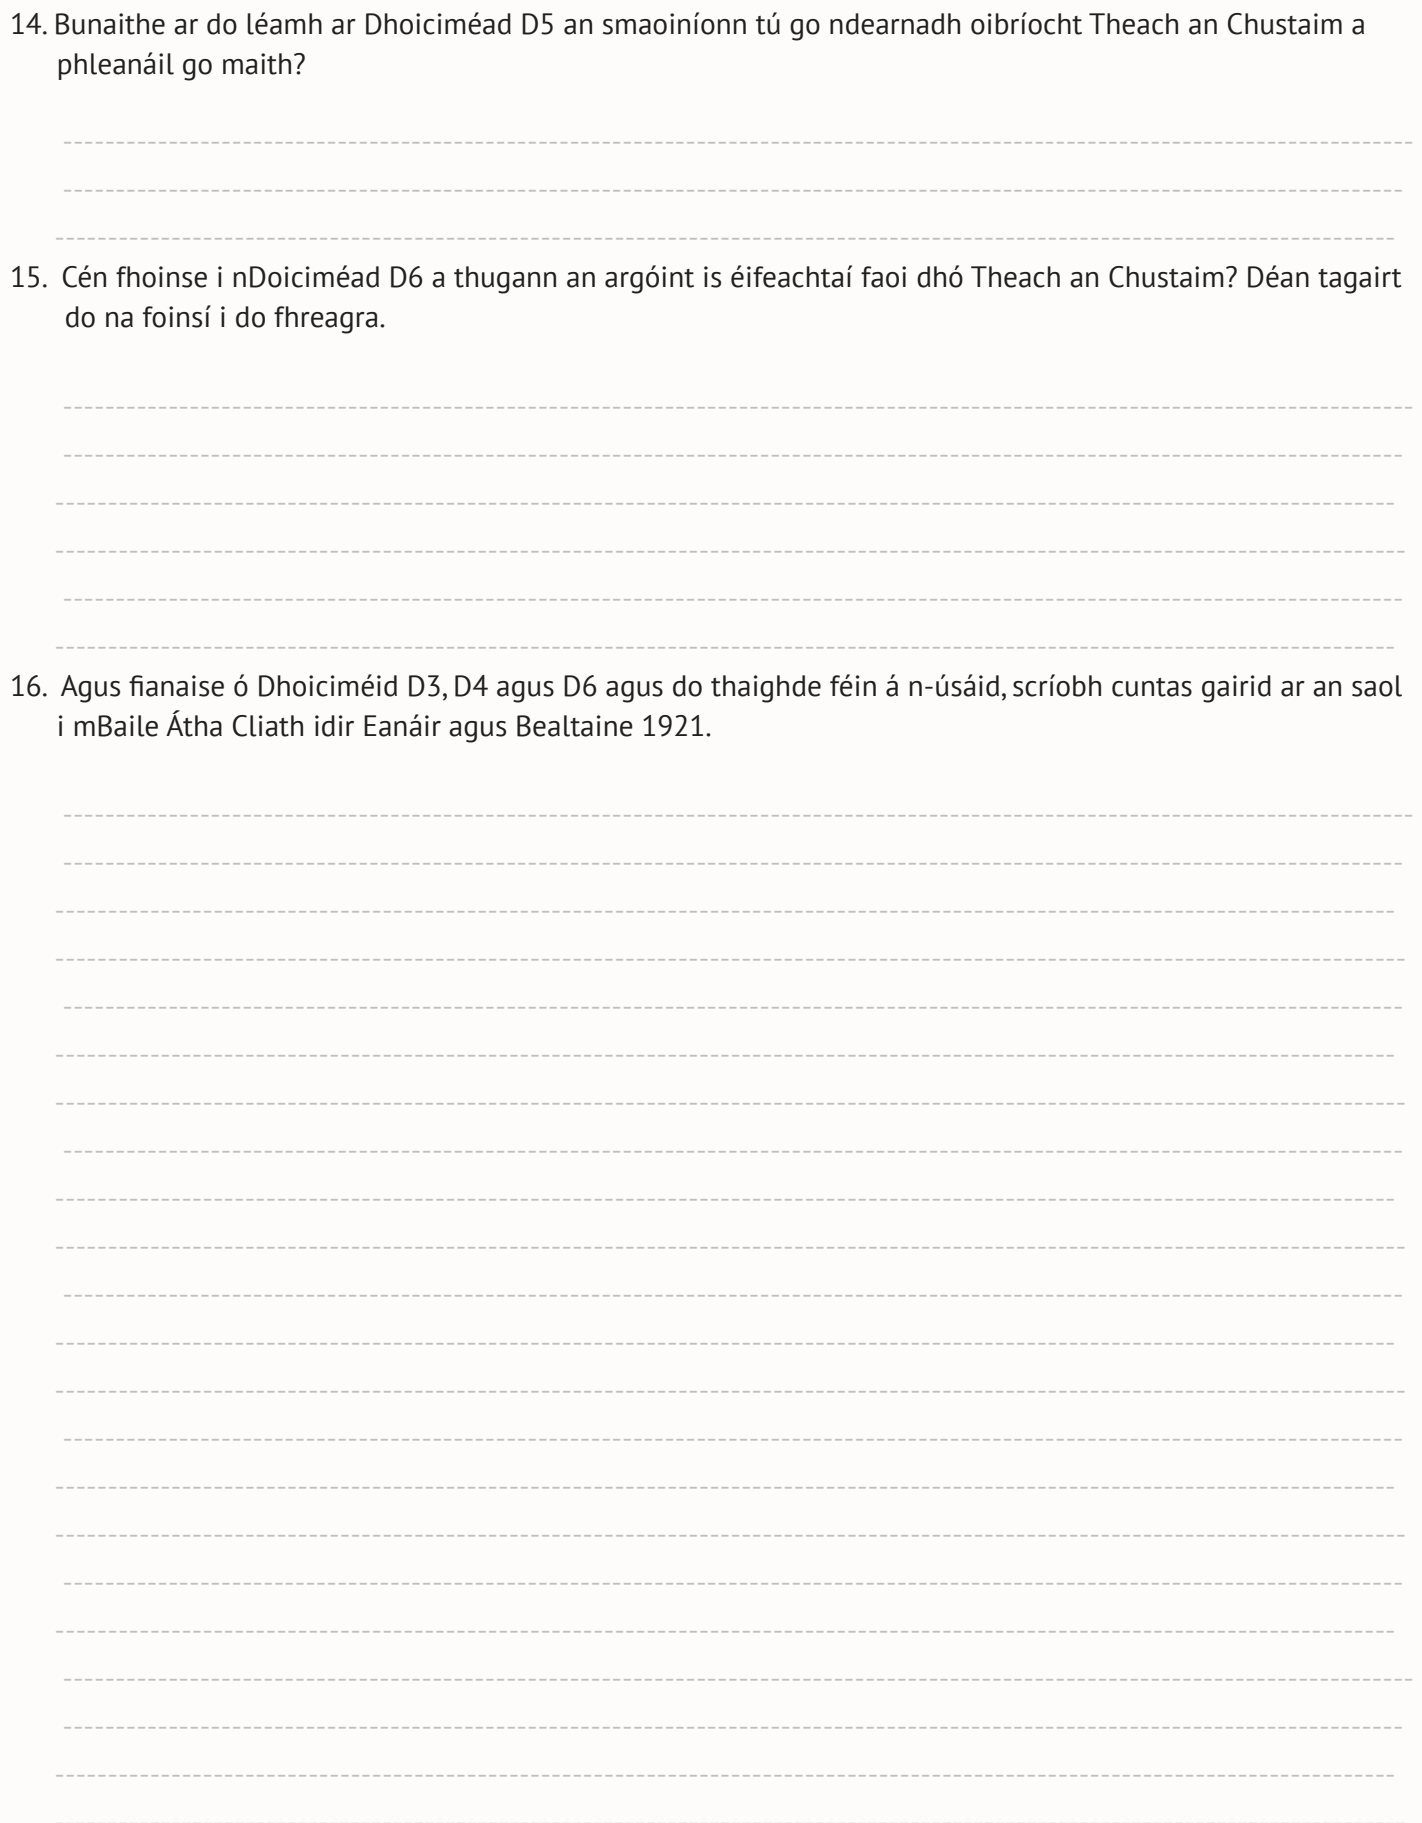 14. Bunaithe ar do léamh ar Dhoiciméad D5 an smaoiníonn tú go ndearnadh oibríocht Theach an Chustaim a
phleanáil go maith?
15. Cén fhoinse i nDoiciméad D6 a thugann an argóint is éifeachtaí faoi dhó Theach an Chustaim? Déan tagairt
do na foinsí i do fhreagra.
16. Agus fianaise ó Dhoiciméid D3, D4 agus D6 agus do thaighde féin á n-úsáid, scríobh cuntas gairid ar an saol
i mBaile Átha Cliath idir Eanáir agus Bealtaine 1921.